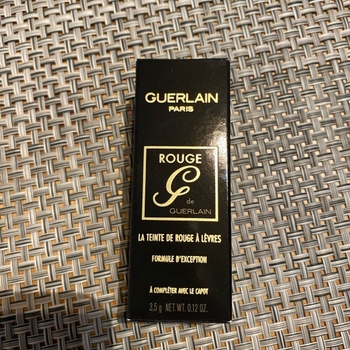 GUERLAIN
PARIS
ROUGE
G de
GUERLAIN
LA TEINTE DE ROUGE À LÈVRES
FORMULE D'EXCEPTION
À COMPLÉTER AVEC LE CAPOT
3,5 g NET WT. 0.12 OZ.